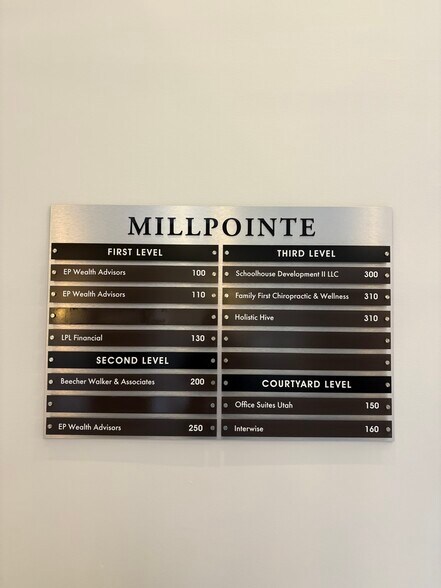 MILLPOINTE
FIRST LEVEL
EP Wealth Advisors 100
EP Wealth Advisors 110
LPL Financial 130
SECOND LEVEL
Beecher Walker & Associates 200
EP Wealth Advisors 250
THIRD LEVEL
Schoolhouse Development II LLC 300
Family First Chiropractic & Wellness 310
Holistic Hive 310
COURTYARD LEVEL
Office Suites Utah 150
Interwise 160